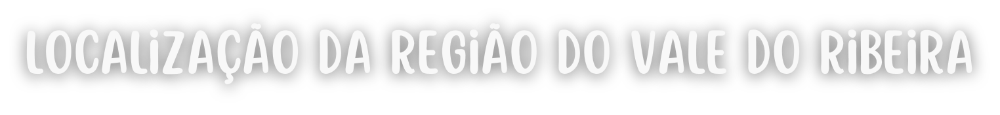 LOCALIZAÇÃO DA REGIÃO DO VALE DO RIBEIRA